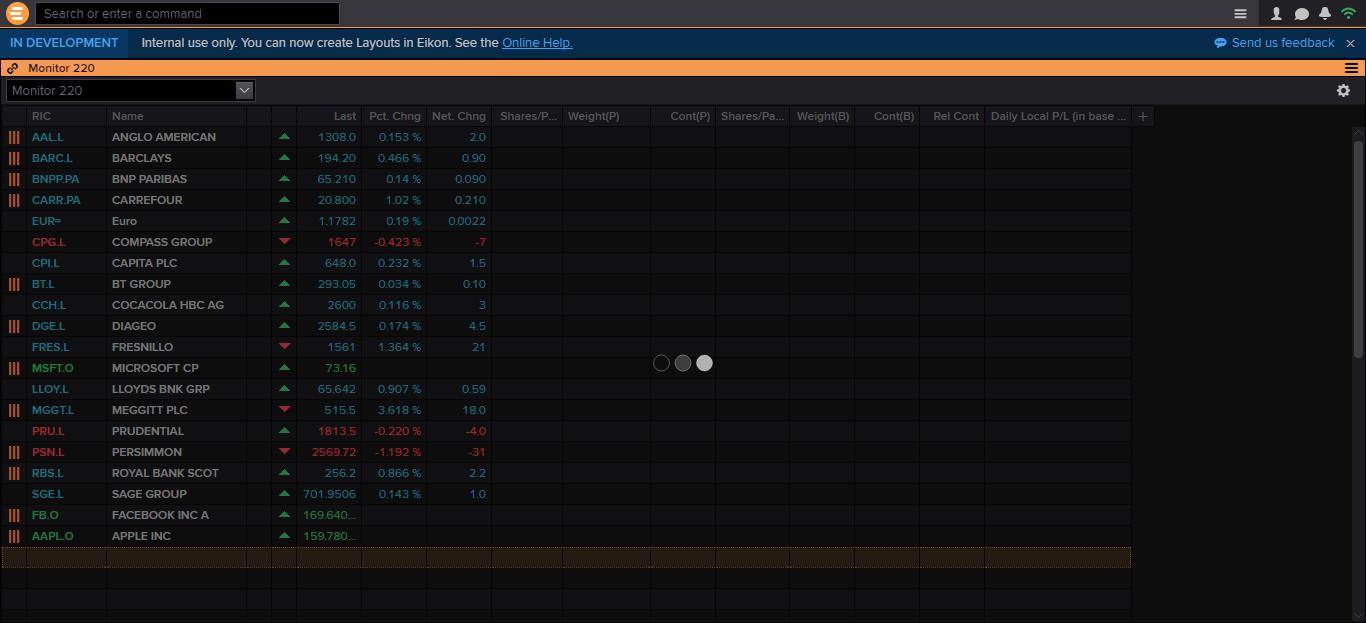 Search or enter a command
IN DEVELOPMENT Internal use only. You can now create Layouts in Eikon. See the Online Help. Send us feedback
Monitor 220
Monitor 220
RIC Name Last Pct. Chng Net. Chng Shares/P... Weight(P) Cont(P) Shares/Pa... Weight(B) Cont(B) Rel Cont Daily Local P/L (in base ... +
AAL.L ANGLO AMERICAN 1308.0 0.153 % 2.0
BARC.L BARCLAYS 194.20 0.466 % 0.90
BNPP.PA BNP PARIBAS 65.210 0.14 % 0.090
CARR.PA CARREFOUR 20.800 1.02 % 0.210
EUR= Euro 1.1782 0.19 % 0.0022
CPG.L COMPASS GROUP 1647 -0.423 % -7
CPI.L CAPITA PLC 648.0 0.232 % 1.5
BT.L BT GROUP 293.05 0.034 % 0.10
CCH.L COCACOLA HBC AG 2600 0.116 % 3
DGE.L DIAGEO 2584.5 0.174 % 4.5
FRES.L FRESNILLO 1561 1.364 % 21
MSFT.O MICROSOFT CP 73.16
LLOY.L LLOYDS BNK GRP 65.642 0.907 % 0.59
MGGT.L MEGGITT PLC 515.5 3.618 % 18.0
PRU.L PRUDENTIAL 1813.5 -0.220 % -4.0
PSN.L PERSIMMON 2569.72 -1.192 % -31
RBS.L ROYAL BANK SCOT 256.2 0.866 % 2.2
SGE.L SAGE GROUP 701.9506 0.143 % 1.0
FB.O FACEBOOK INC A 169.640...
AAPL.O APPLE INC 159.780...